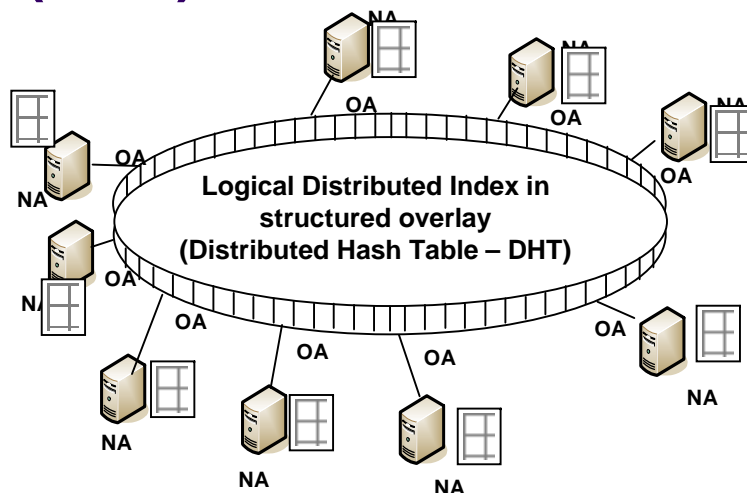 NA
NA
OA
OA
NA
OA
OA
NA
Logical Distributed Index in
structured overlay
(Distributed Hash Table – DHT)
OA
NA
OA
OA
OA
OA
NA
NA
NA
NA